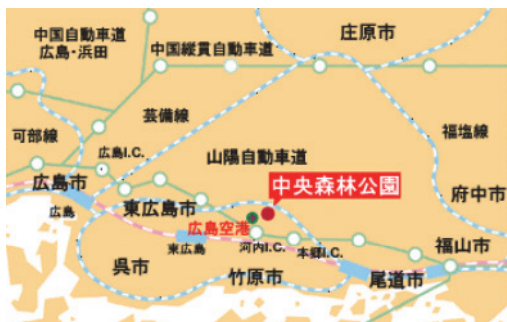 庄原市
中国自動車道
広島・浜田
中国縦貫自動車道
芸備線
福塩線
可部線
広島I.C.
山陽自動車道
中央森林公園
広島市
府中市
広島
東広島市
広島空港
東広島
河内I.C.
本郷I.C.
福山市
呉市
竹原市
尾道市